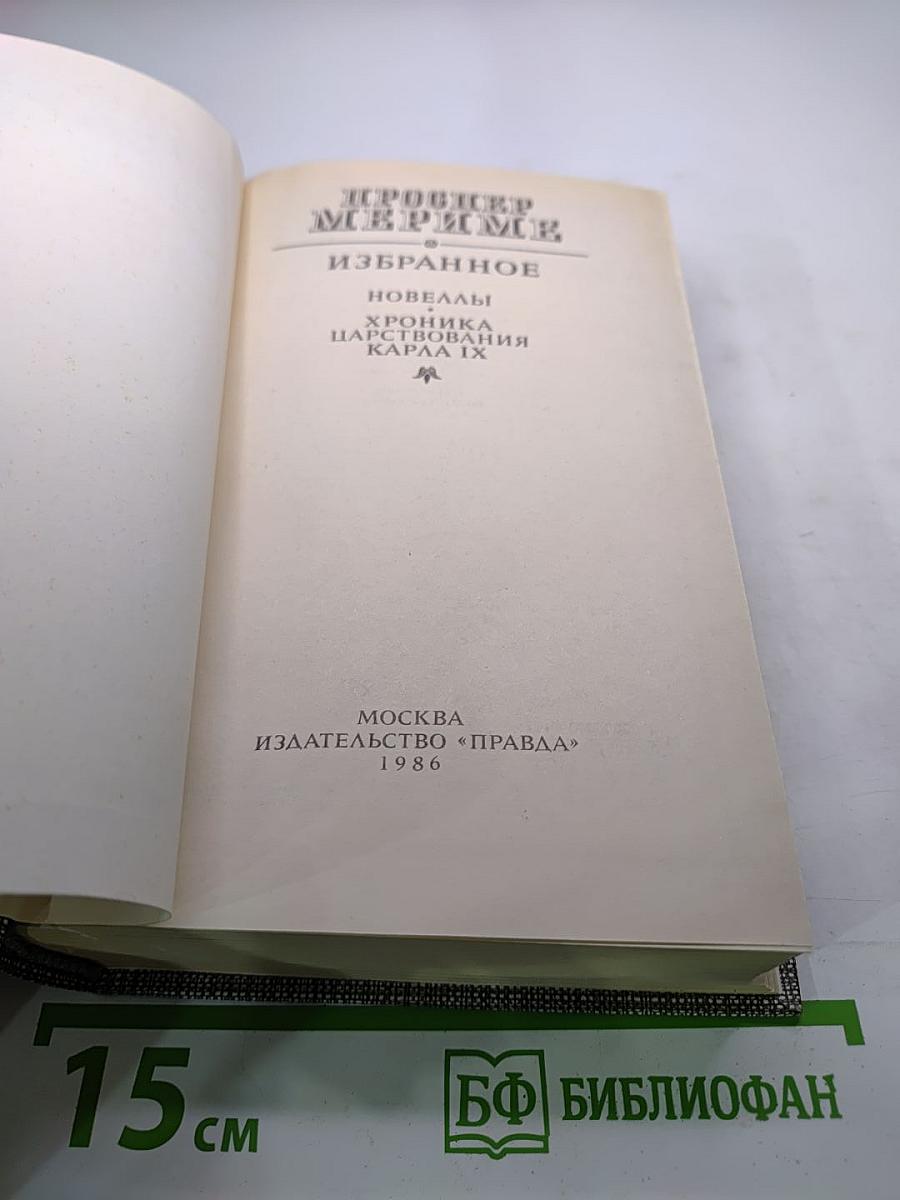 ПРОСПЕР
МЕРИМЕ
ИЗБРАННОЕ
НОВЕЛЛЫ
ХРОНИКА
ЦАРСТВОВАНИЯ
КАРЛА IX
МОСКВА
ИЗДАТЕЛЬСТВО «ПРАВДА»
1986
15 см
БФ БИБЛИОФАН